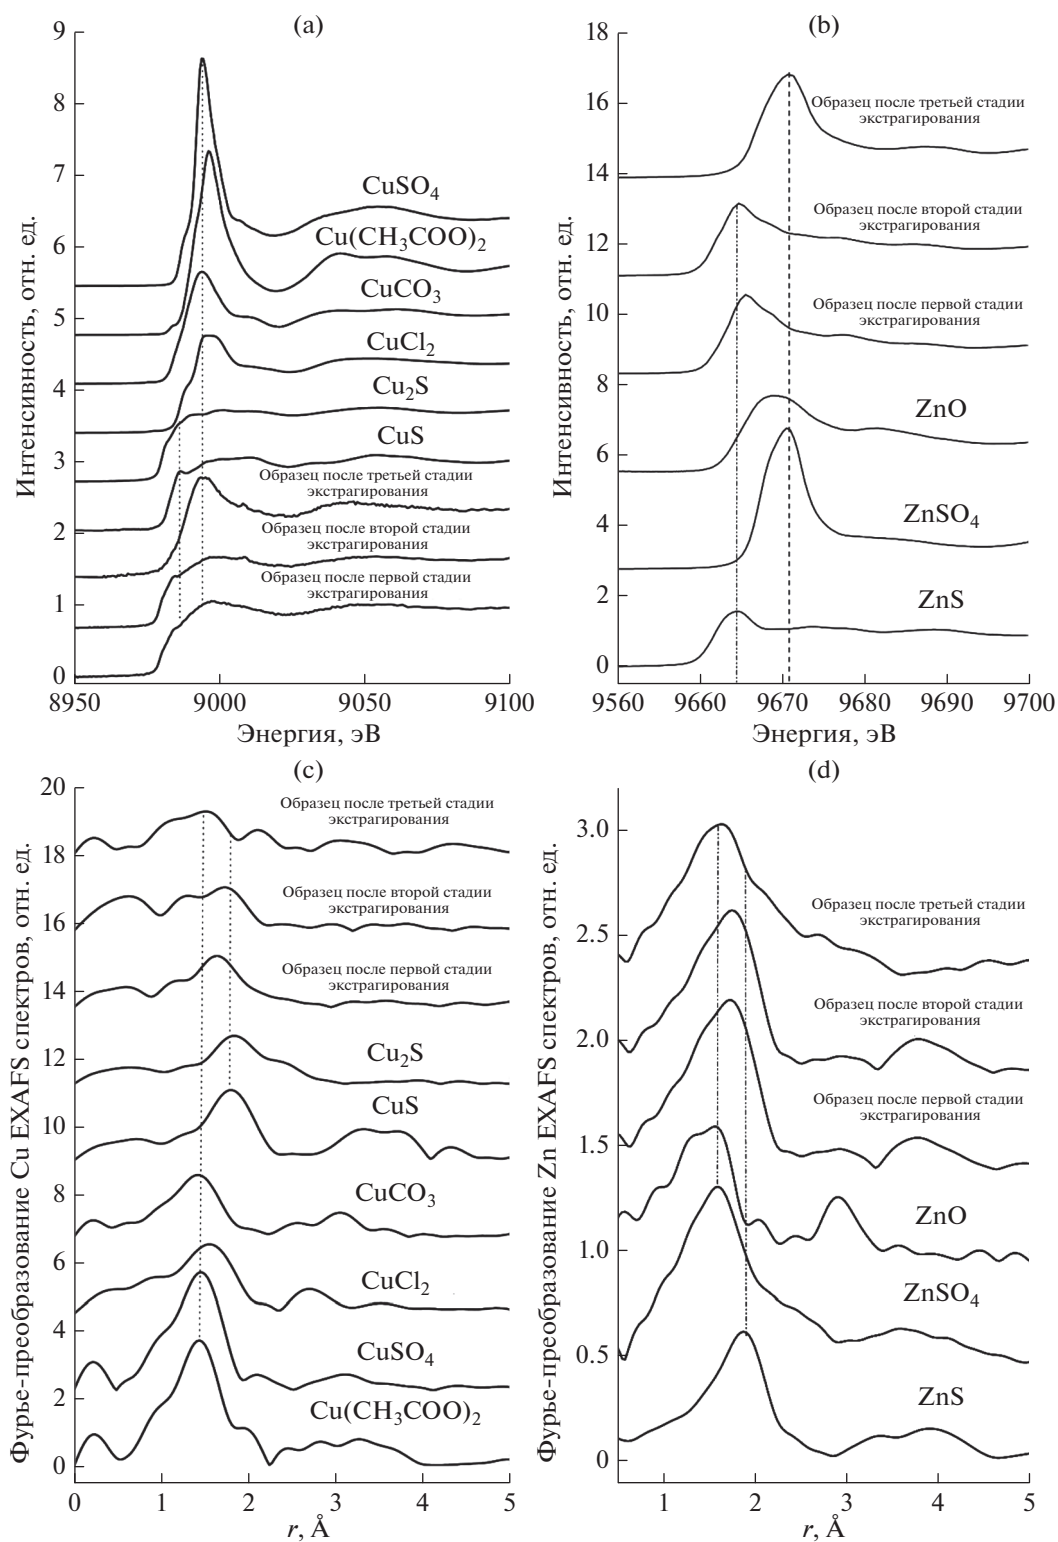 (a)
9
8
7
6
5
4
3
2
1
0
Интенсивность, отн. ед.
CuSO4
Cu(CH3COO)2
CuCO3
CuCl2
Cu2S
CuS
Образец после третьей стадии
экстрагирования
Образец после второй стадии
экстрагирования
Образец после первой стадии
экстрагирования
8950 9000 9050 9100
Энергия, эВ
(b)
18
16
14
12
10
8
6
4
2
0
Интенсивность, отн. ед.
Образец после третьей стадии
экстрагирования
Образец после второй стадии
экстрагирования
Образец после первой стадии
экстрагирования
ZnO
ZnSO4
ZnS
9560 9660 9670 9680 9690 9700
Энергия, эВ
(c)
20
18
16
14
12
10
8
6
4
2
0
Фурье-преобразование Cu EXAFS спектров, отн. ед.
Образец после третьей стадии
экстрагирования
Образец после второй стадии
экстрагирования
Образец после первой стадии
экстрагирования
Cu2S
CuS
CuCO3
CuCl2
CuSO4
Cu(CH3COO)2
0 1 2 3 4 5
r, Å
(d)
3.0
2.5
2.0
1.5
1.0
0.5
0
Фурье-преобразование Zn EXAFS спектров, отн. ед.
Образец после третьей стадии
экстрагирования
Образец после второй стадии
экстрагирования
Образец после первой стадии
экстрагирования
ZnO
ZnSO4
ZnS
1 2 3 4 5
r, Å